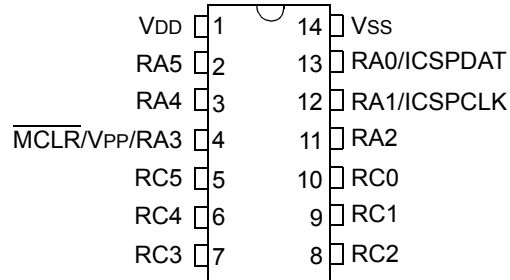 VDD 1 14 VSS
RA5 2 13 RA0/ICSPDAT
RA4 3 12 RA1/ICSPCLK
MCLR/VPP/RA3 4 11 RA2
RC5 5 10 RC0
RC4 6 9 RC1
RC3 7 8 RC2